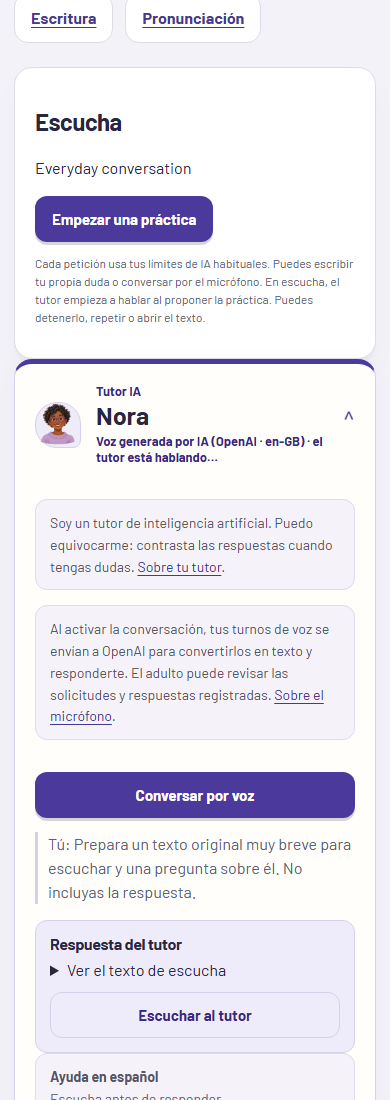 Escritura
Pronunciación
Escucha
Everyday conversation
Empezar una práctica
Cada petición usa tus límites de IA habituales. Puedes escribir
tu propia duda o conversar por el micrófono. En escucha, el
tutor empieza a hablar al proponer la práctica. Puedes
detenerlo, repetir o abrir el texto.
Tutor IA
Nora
Voz generada por IA (OpenAI · en-GB) · el
tutor está hablando…
Soy un tutor de inteligencia artificial. Puedo
equivocarme: contrasta las respuestas cuando
tengas dudas. Sobre tu tutor.
Al activar la conversación, tus turnos de voz se
envían a OpenAI para convertirlos en texto y
responderte. El adulto puede revisar las
solicitudes y respuestas registradas. Sobre el
micrófono.
Conversar por voz
Tú: Prepara un texto original muy breve para
escuchar y una pregunta sobre él. No
incluyas la respuesta.
Respuesta del tutor
Ver el texto de escucha
Escuchar al tutor
Ayuda en español
Escucha antes de responder